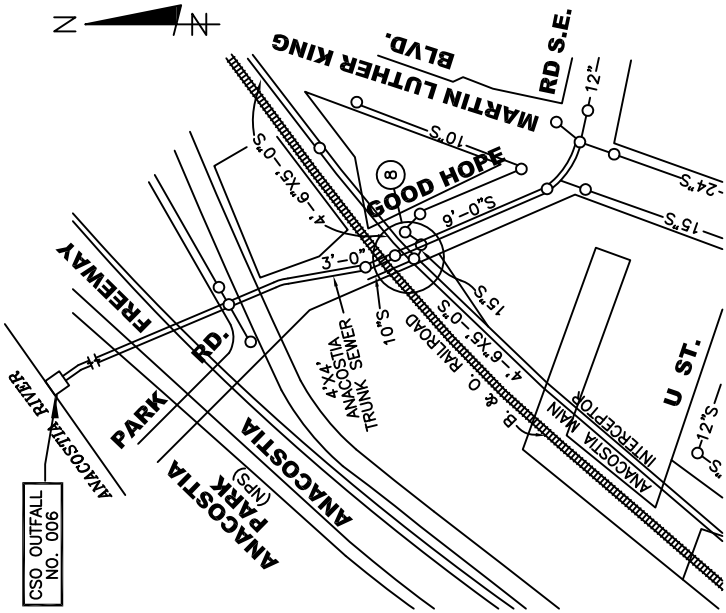 N
MARTIN LUTHER KING
BLVD.
RD S.E.
12"
10"S
24"S
15"S
4'-6"X5'-0"S
8
GOOD HOPE
9'-0"S
3'-0"
10"S
15"S
4'X4'
ANACOSTIA
TRUNK SEWER
4'-6"X5'-0"S
B. & O. RAILROAD
ANACOSTIA MAIN
INTERCEPTOR
U ST.
12"S
"S
FREEWAY
ANACOSTIA
PARK
RD.
ANACOSTIA
PARK
(NPS)
ANACOSTIA RIVER
CSO OUTFALL
NO. 006